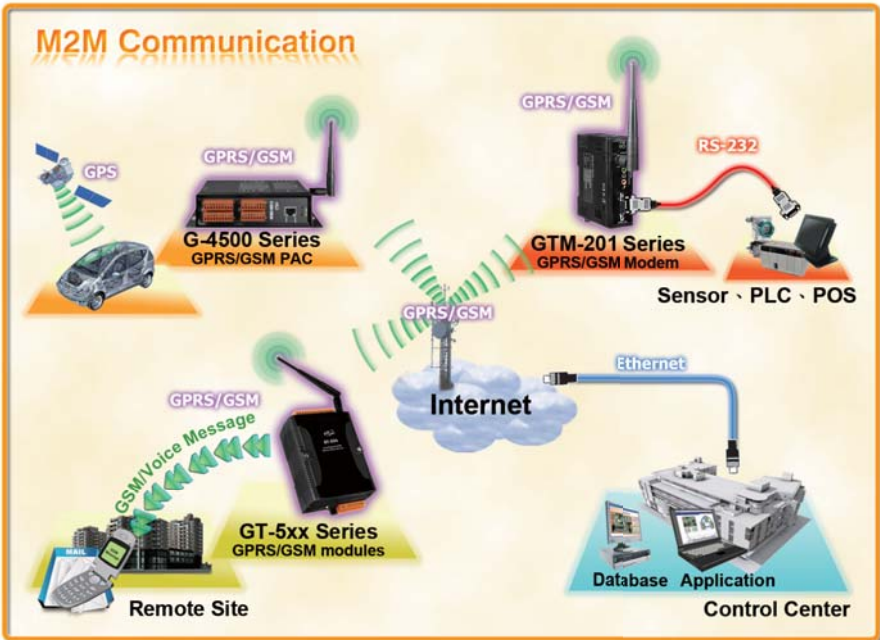 M2M Communication
GPS
GPRS/GSM
G-4500 Series
GPRS/GSM PAC
GPRS/GSM
RS-232
GTM-201 Series
GPRS/GSM Modem
Sensor、PLC、POS
GPRS/GSM
Internet
Ethernet
GPRS/GSM
GSM/Voice Message
GT-5xx Series
GPRS/GSM modules
MAIL
Remote Site
Database
Application
Control Center